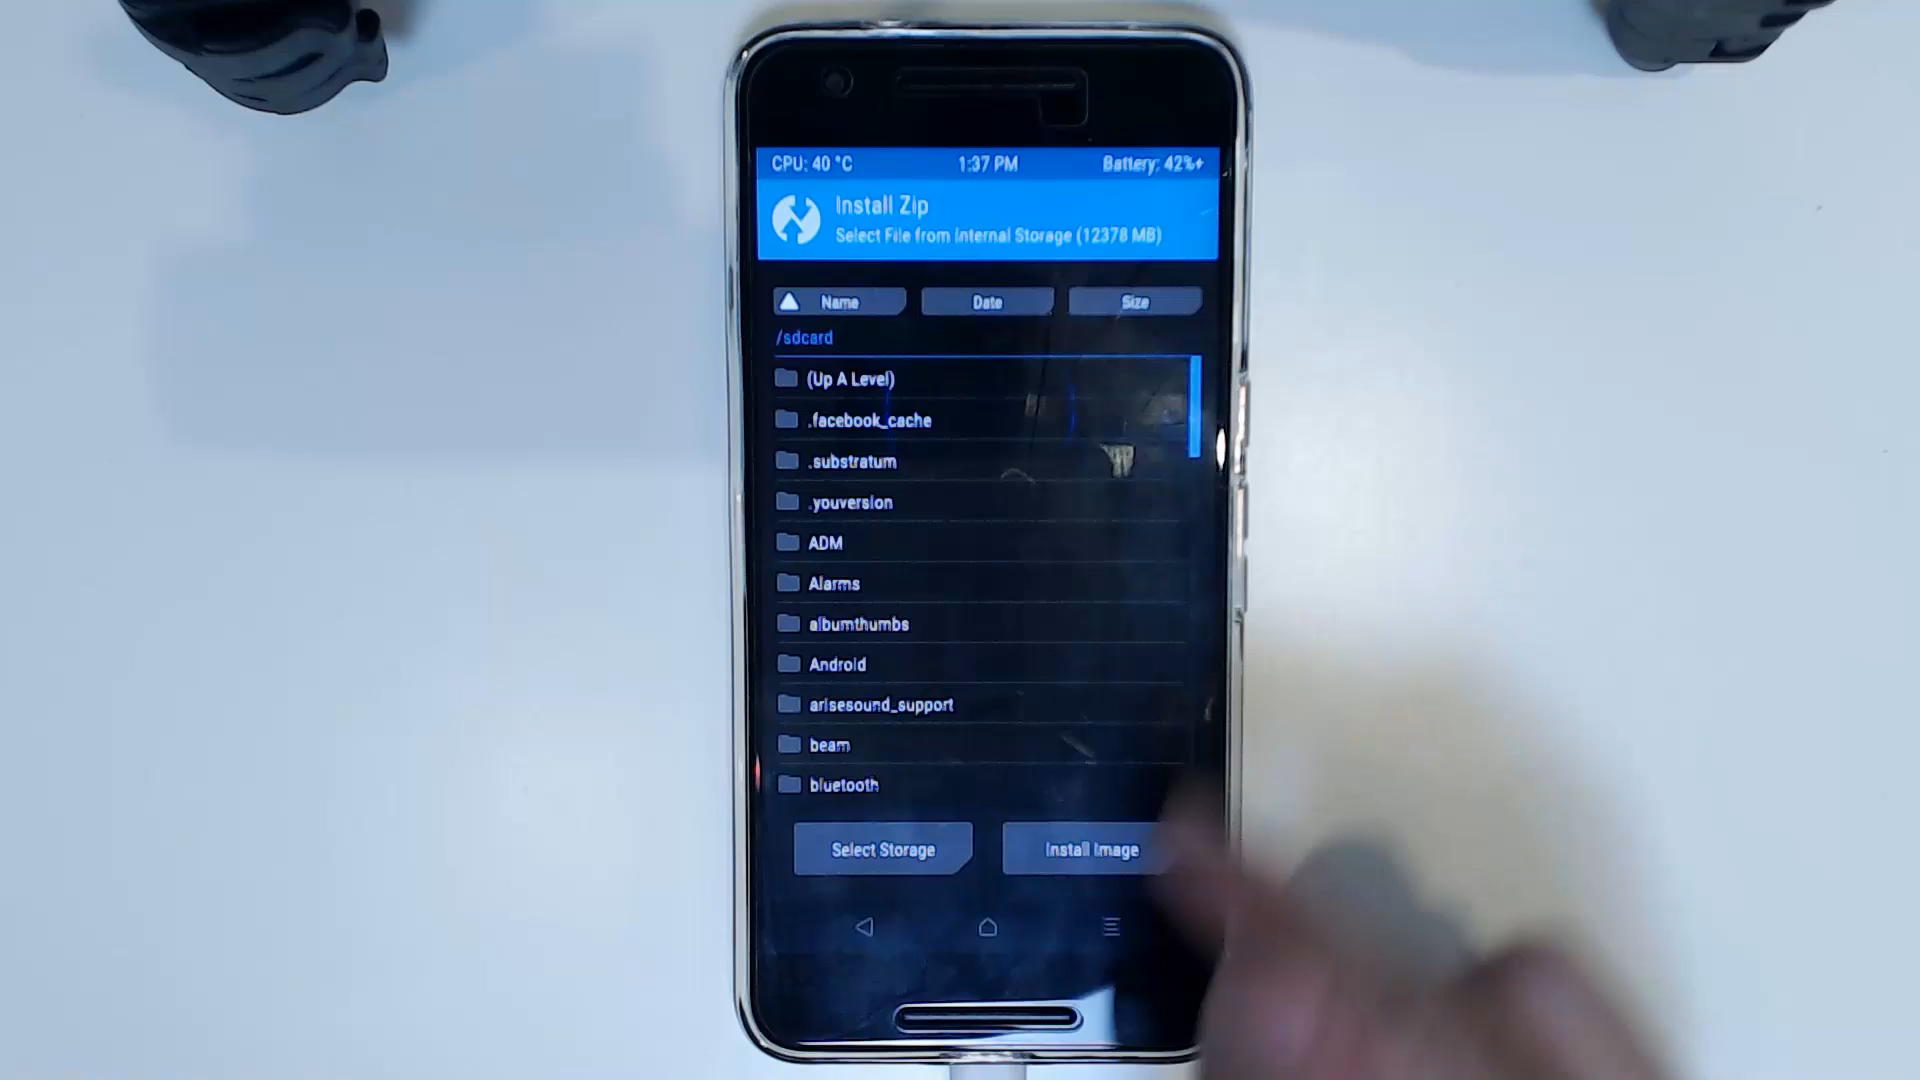 CPU: 40 °C 1:37 PM Battery: 42%+
Install Zip
Select File from Internal Storage (12378 MB)
Name Date Size
/sdcard
(Up A Level)
.facebook_cache
.substratum
.youversion
ADM
Alarms
albumthumbs
Android
arisesound_support
beam
bluetooth
Select Storage Install Image